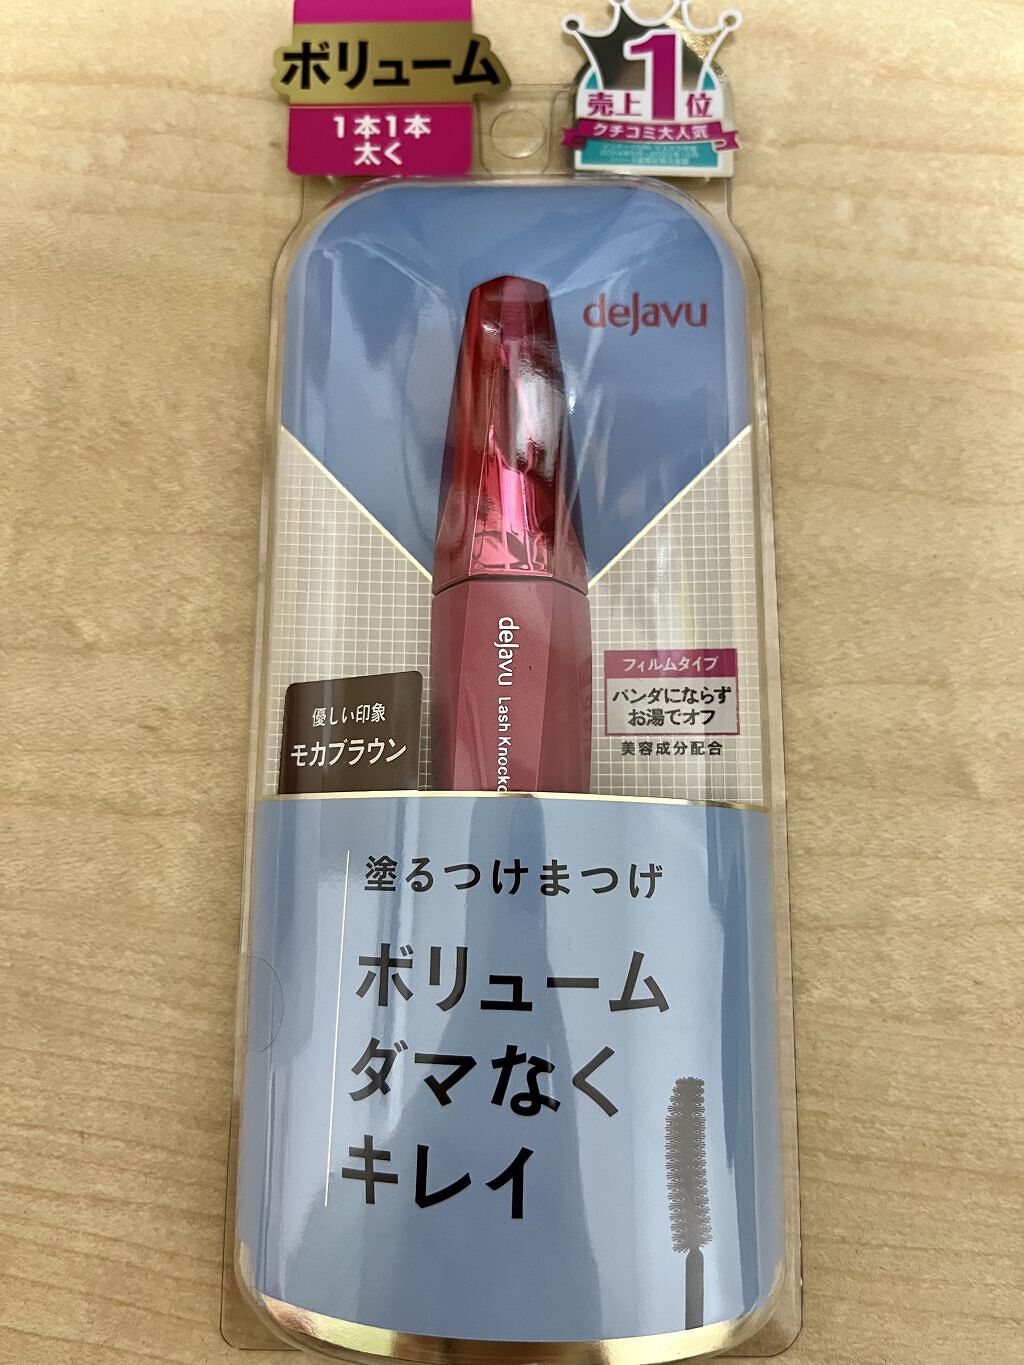 ボリューム
1本1本
太く
1
売上 位
クチコミ大人気
dejavu
dejavu Lash Knocko
フィルムタイプ
パンダにならず
お湯でオフ
美容成分配合
優しい印象
モカブラウン
塗るつけまつげ
ボリューム
ダマなく
キレイ